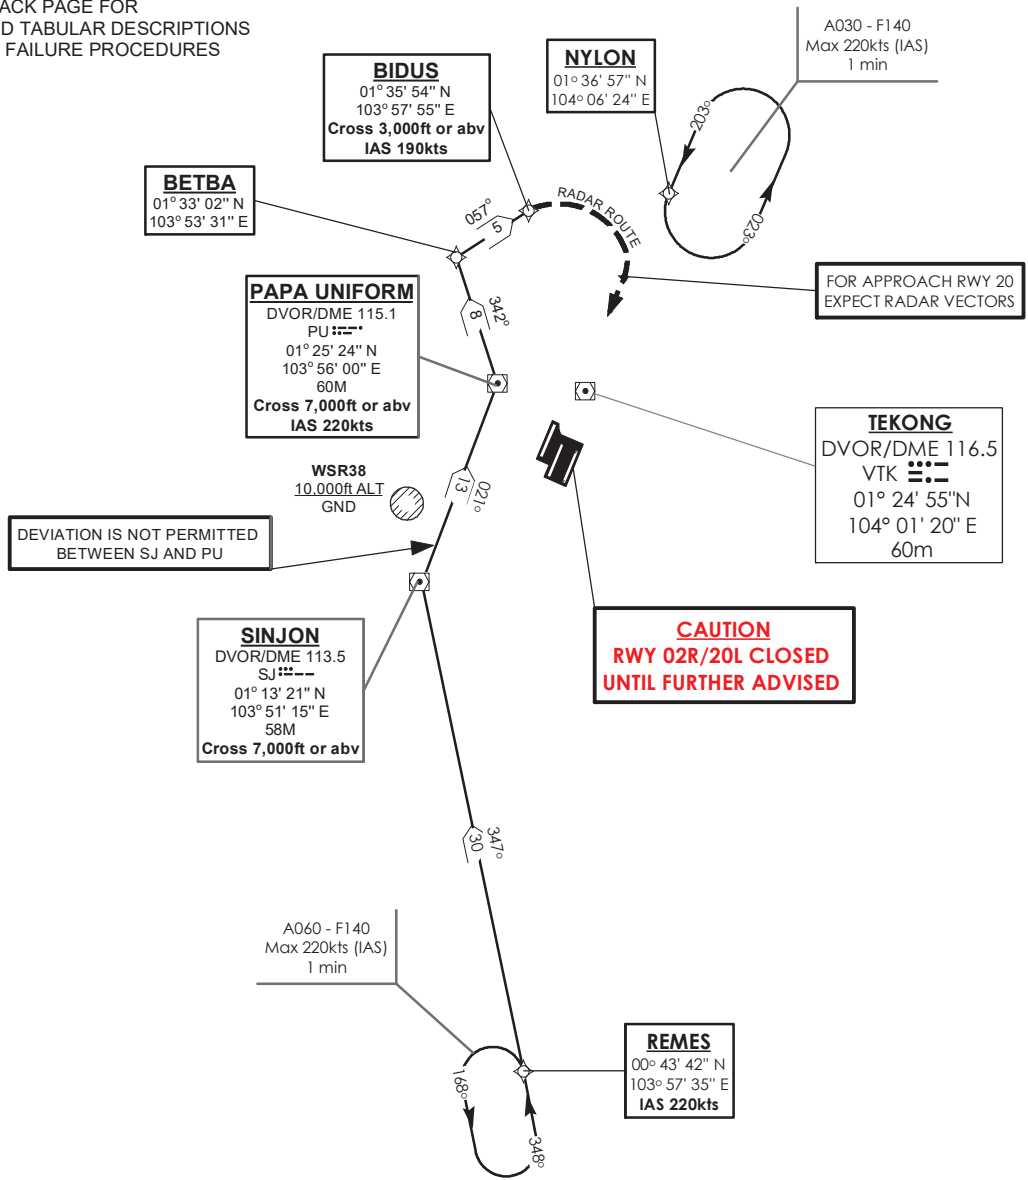 ACK PAGE FOR
D TABULAR DESCRIPTIONS
FAILURE PROCEDURES
A030 - F140
Max 220kts (IAS)
1 min
BIDUS
01° 35' 54" N
103° 57' 55" E
Cross 3,000ft or abv
IAS 190kts
NYLON
01° 36' 57" N
104° 06' 24" E
203°
023°
BETBA
01° 33' 02" N
103° 53' 31" E
057°
5
RADAR ROUTE
FOR APPROACH RWY 20
EXPECT RADAR VECTORS
PAPA UNIFORM
DVOR/DME 115.1
PU
01° 25' 24" N
103° 56' 00" E
60M
Cross 7,000ft or abv
IAS 220kts
342°
8
TEKONG
DVOR/DME 116.5
VTK
01° 24' 55"N
104° 01' 20" E
60m
WSR38
10,000ft ALT
GND
021°
13
DEVIATION IS NOT PERMITTED
BETWEEN SJ AND PU
SINJON
DVOR/DME 113.5
SJ
01° 13' 21" N
103° 51' 15" E
58M
Cross 7,000ft or abv
CAUTION
RWY 02R/20L CLOSED
UNTIL FURTHER ADVISED
347°
30
A060 - F140
Max 220kts (IAS)
1 min
REMES
00° 43' 42" N
103° 57' 35" E
IAS 220kts
168°
348°